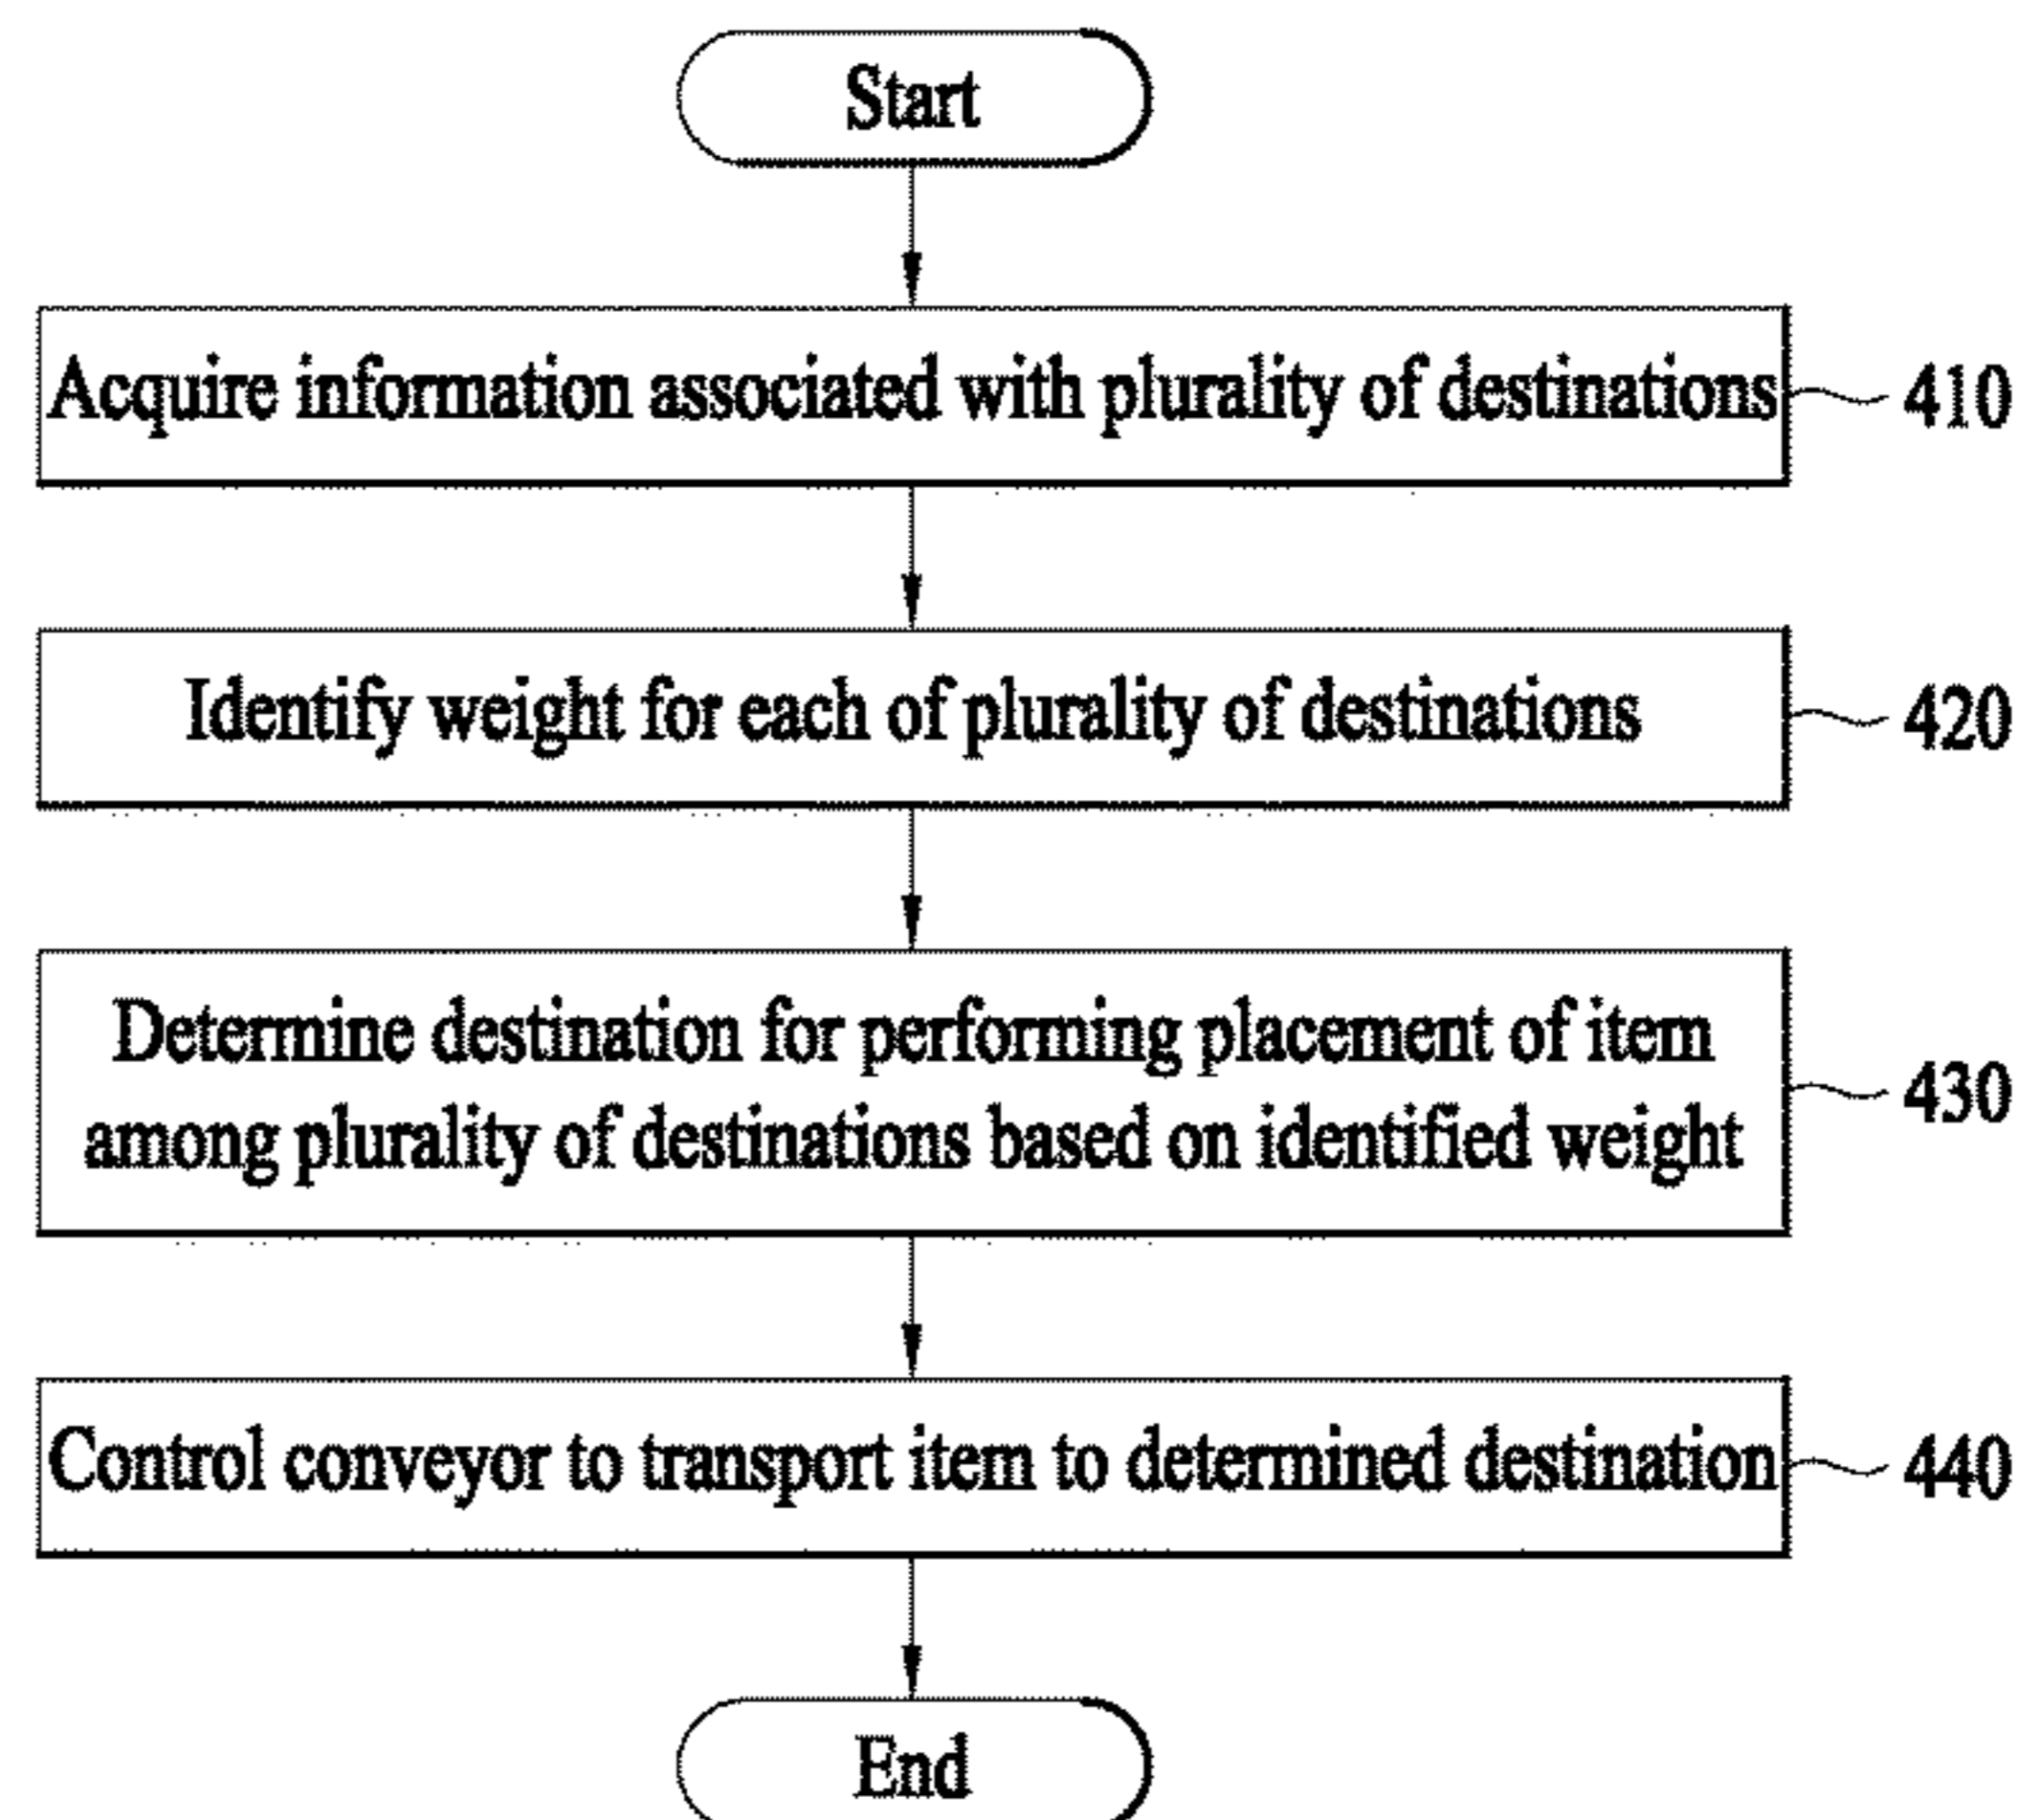 Start
Acquire information associated with plurality of destinations
410
Identify weight for each of plurality of destinations
420
Determine destination for performing placement of item
among plurality of destinations based on identified weight
430
Control conveyor to transport item to determined destination
440
End